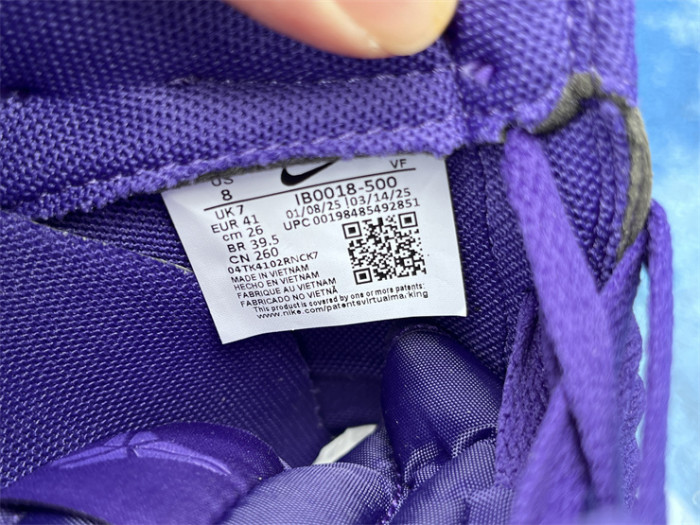 US
8
VF
UK 7
IB0018-500
EUR 41
01/08/25 | 03/14/25
cm 26
UPC 00198485492851
BR 39.5
CN 260
04TK4102RNCK7
MADE IN VIETNAM
HECHO EN VIETNAM
FABRIQUE AU VIETNAM
FABRICADO NO VIETNÃ
This product is covered by one or more patents:
www.nike.com/patentsvirtualmarking